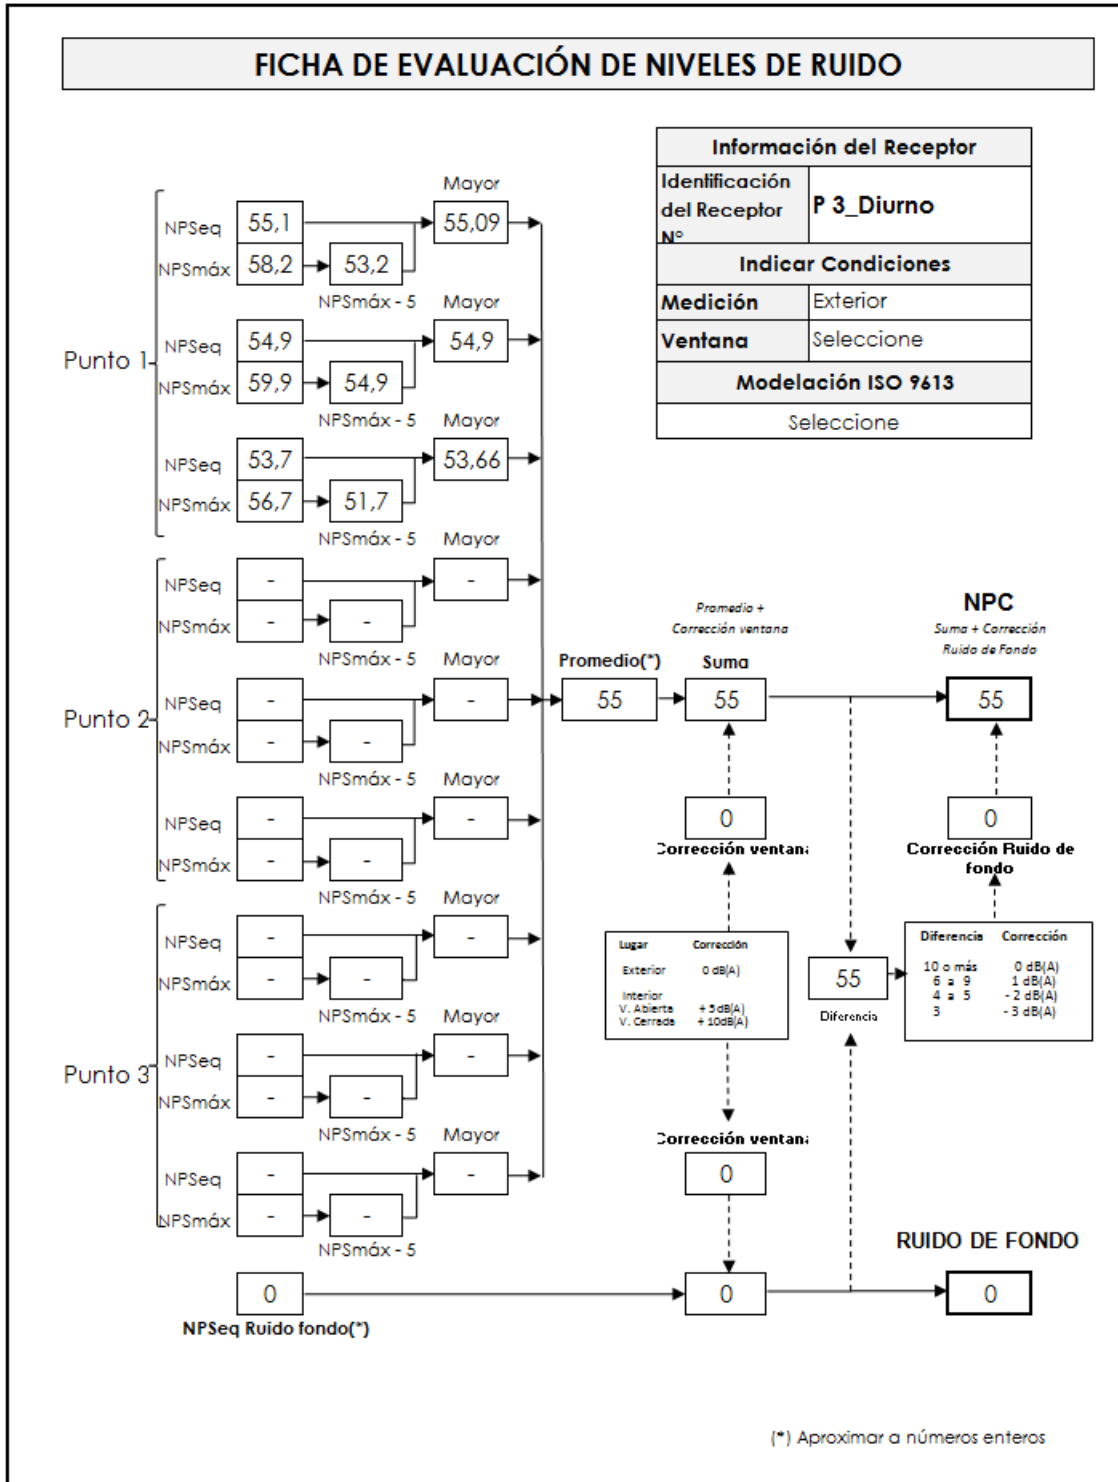 FICHA DE EVALUACIÓN DE NIVELES DE RUIDO
Información del Receptor
Identificación del Receptor N°
P 3_Diurno
Indicar Condiciones
Medición Exterior
Ventana Seleccione
Modelación ISO 9613
Seleccione
Punto 1
Mayor
NPSeq 55,1 55,09
NPSmáx 58,2 53,2
NPSmáx - 5 Mayor
NPSeq 54,9 54,9
NPSmáx 59,9 54,9
NPSmáx - 5 Mayor
NPSeq 53,7 53,66
NPSmáx 56,7 51,7
NPSmáx - 5 Mayor
Punto 2
NPSeq - -
NPSmáx - -
NPSmáx - 5 Mayor
NPSeq - -
NPSmáx - -
NPSmáx - 5 Mayor
NPSeq - -
NPSmáx - -
NPSmáx - 5 Mayor
Punto 3
NPSeq - -
NPSmáx - -
NPSmáx - 5 Mayor
NPSeq - -
NPSmáx - -
NPSmáx - 5 Mayor
NPSeq - -
NPSmáx - -
NPSmáx - 5
Promedio(*)
55
Promedio +
Corrección ventana
Suma
55
0
Corrección ventana
NPC
Suma + Corrección
Ruido de Fondo
55
0
Corrección Ruido de
fondo
Lugar Corrección
Exterior 0 dB(A)
Interior
V. Abierta + 5dB(A)
V. Cerrada + 10dB(A)
55
Diferencia
Diferencia Corrección
10 o más 0 dB(A)
6 a 9 1 dB(A)
4 a 5 - 2 dB(A)
3 - 3 dB(A)
Corrección ventana
0
RUIDO DE FONDO
0 0 0
NPSeq Ruido fondo(*)
(*) Aproximar a números enteros